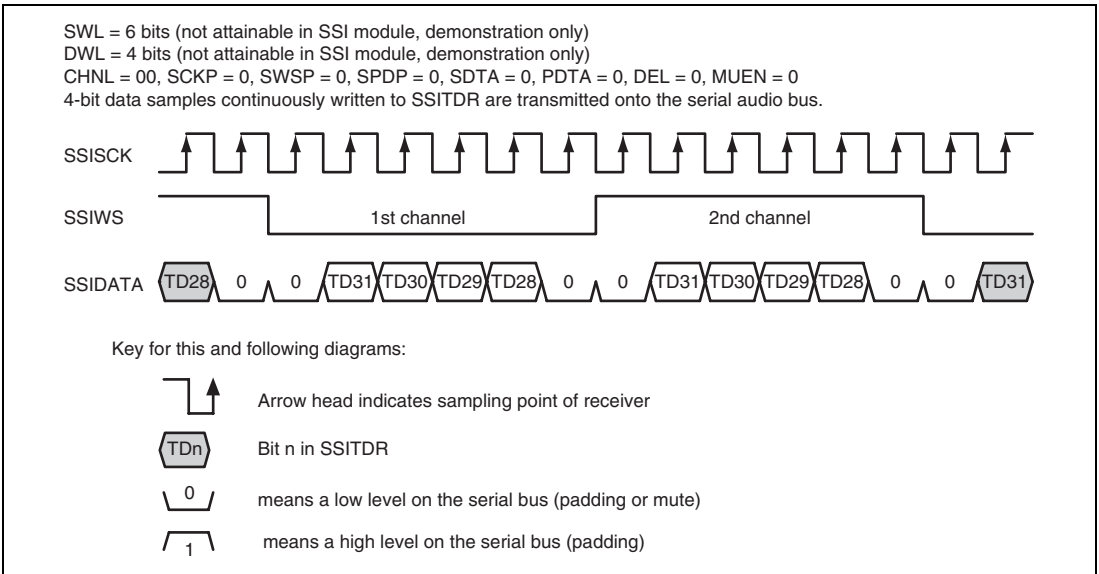 SWL = 6 bits (not attainable in SSI module, demonstration only)
DWL = 4 bits (not attainable in SSI module, demonstration only)
CHNL = 00, SCKP = 0, SWSP = 0, SPDP = 0, SDTA = 0, PDTA = 0, DEL = 0, MUEN = 0
4-bit data samples continuously written to SSITDR are transmitted onto the serial audio bus.
SSISCK
SSIWS 1st channel 2nd channel
SSIDATA TD28 0 0 TD31 TD30 TD29 TD28 0 0 TD31 TD30 TD29 TD28 0 0 TD31
Key for this and following diagrams:
Arrow head indicates sampling point of receiver
TDn Bit n in SSITDR
0 means a low level on the serial bus (padding or mute)
1 means a high level on the serial bus (padding)